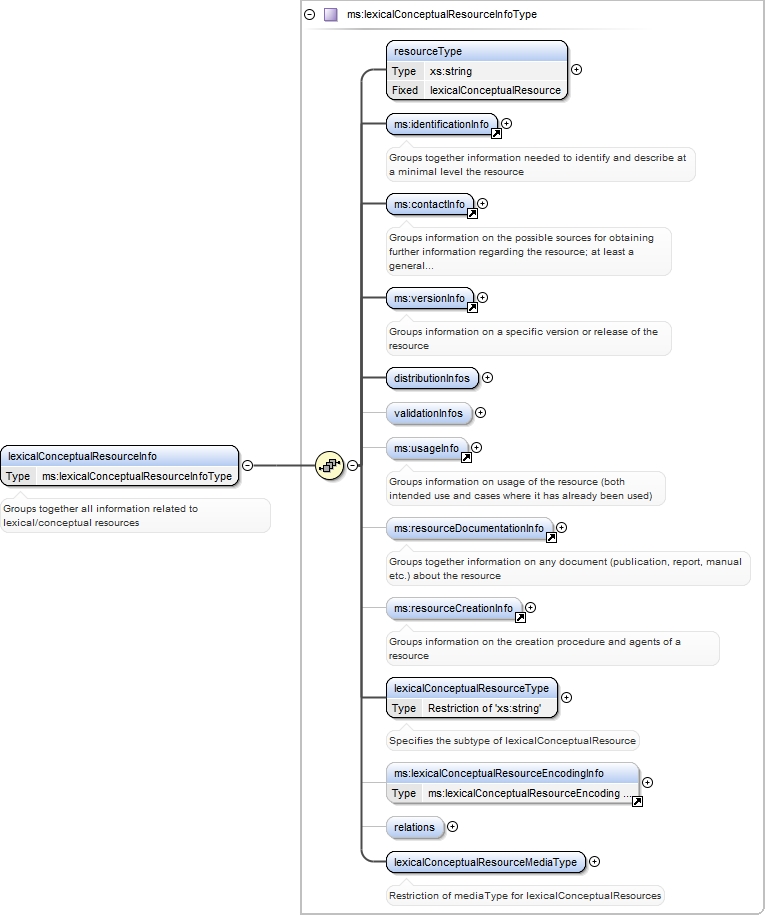 ms:lexicalConceptualResourceInfoType
resourceType
Type xs:string
Fixed lexicalConceptualResource
ms:identificationInfo
Groups together information needed to identify and describe at
a minimal level the resource
ms:contactInfo
Groups information on the possible sources for obtaining
further information regarding the resource; at least a
general...
ms:versionInfo
Groups information on a specific version or release of the
resource
distributionInfos
validationInfos
ms:usageInfo
Groups information on usage of the resource (both
intended use and cases where it has already been used)
lexicalConceptualResourceInfo
Type ms:lexicalConceptualResourceInfoType
Groups together all information related to
lexical/conceptual resources
ms:resourceDocumentationInfo
Groups together information on any document (publication, report, manual
etc.) about the resource
ms:resourceCreationInfo
Groups information on the creation procedure and agents of a
resource
lexicalConceptualResourceType
Type Restriction of 'xs:string'
Specifies the subtype of lexicalConceptualResource
ms:lexicalConceptualResourceEncodingInfo
Type ms:lexicalConceptualResourceEncoding ...
relations
lexicalConceptualResourceMediaType
Restriction of mediaType for lexicalConceptualResources